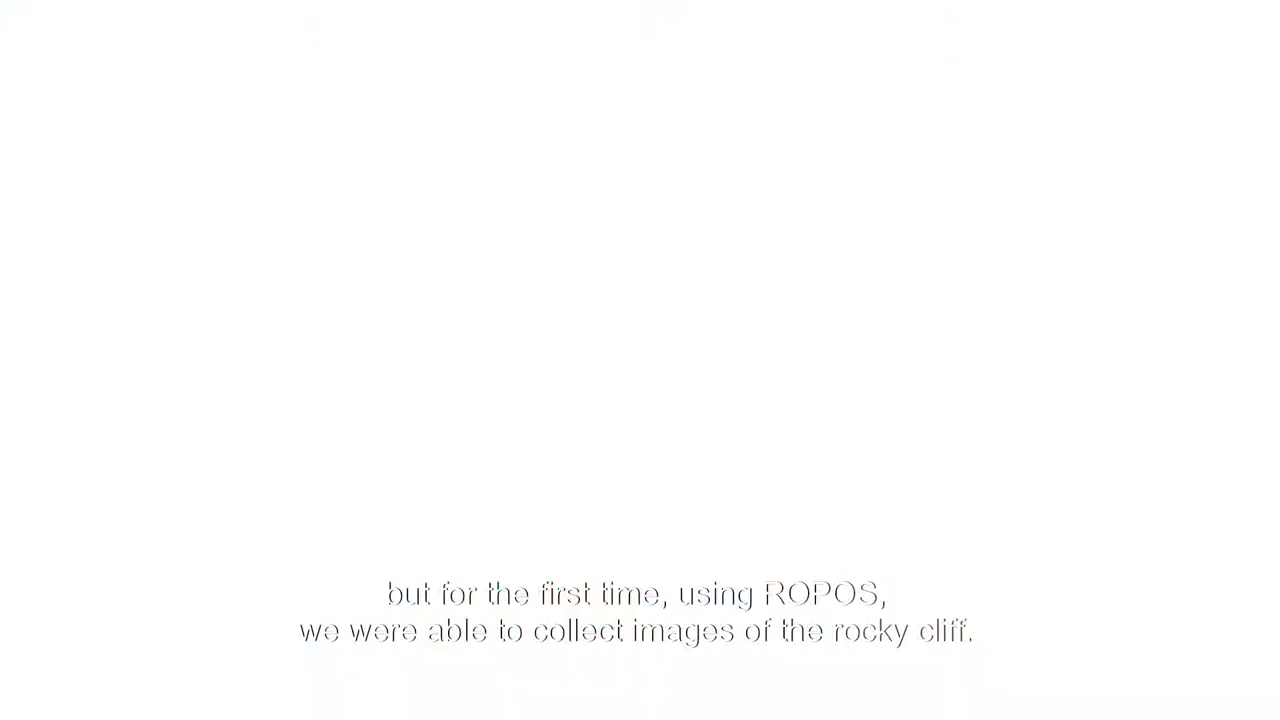 but for the first time, using ROPOS,
we were able to collect images of the rocky cliff.